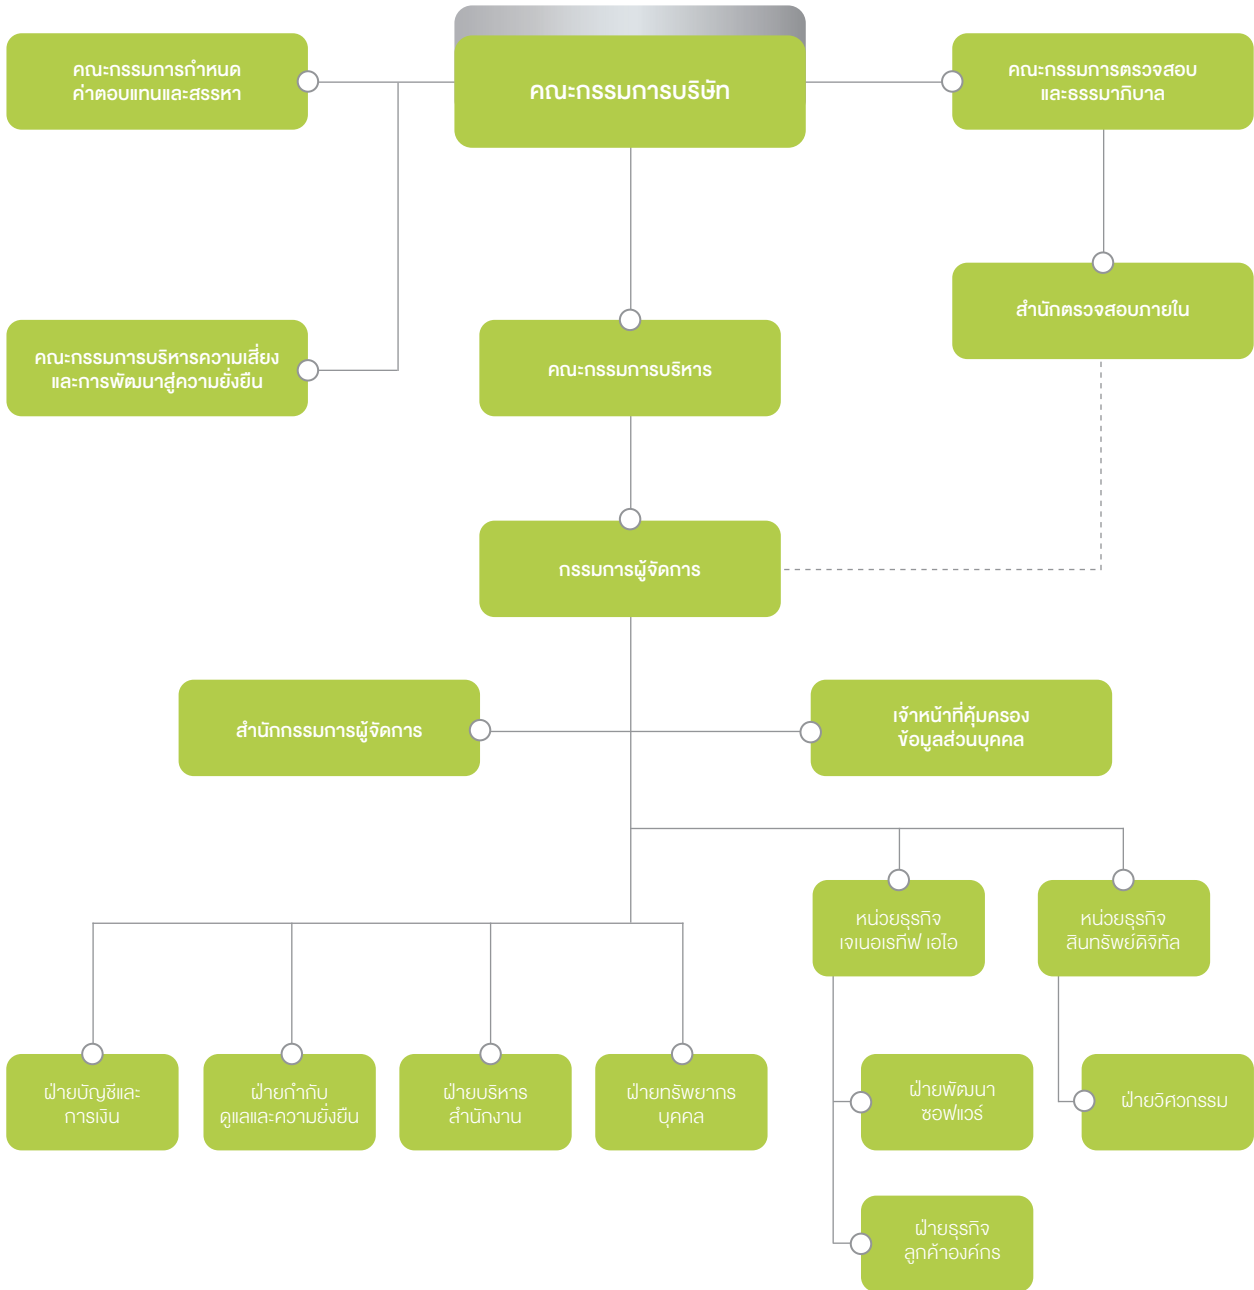 คณะกรรมการกำหนด
ค่าตอบแทนและสรรหา
คณะกรรมการบริษัท
คณะกรรมการตรวจสอบ
และธรรมาภิบาล
สำนักตรวจสอบภายใน
คณะกรรมการบริหารความเสี่ยง
และการพัฒนาสู่ความยั่งยืน
คณะกรรมการบริหาร
กรรมการผู้จัดการ
สำนักกรรมการผู้จัดการ
เจ้าหน้าที่คุ้มครอง
ข้อมูลส่วนบุคคล
หน่วยธุรกิจ
เจเนอเรทีฟ เอไอ
หน่วยธุรกิจ
สินทรัพย์ดิจิทัล
ฝ่ายบัญชีและ
การเงิน
ฝ่ายกำกับ
ดูแลและความยั่งยืน
ฝ่ายบริหาร
สำนักงาน
ฝ่ายทรัพยากร
บุคคล
ฝ่ายพัฒนา
ซอฟแวร์
ฝ่ายวิศวกรรม
ฝ่ายธุรกิจ
ลูกค้าองค์กร